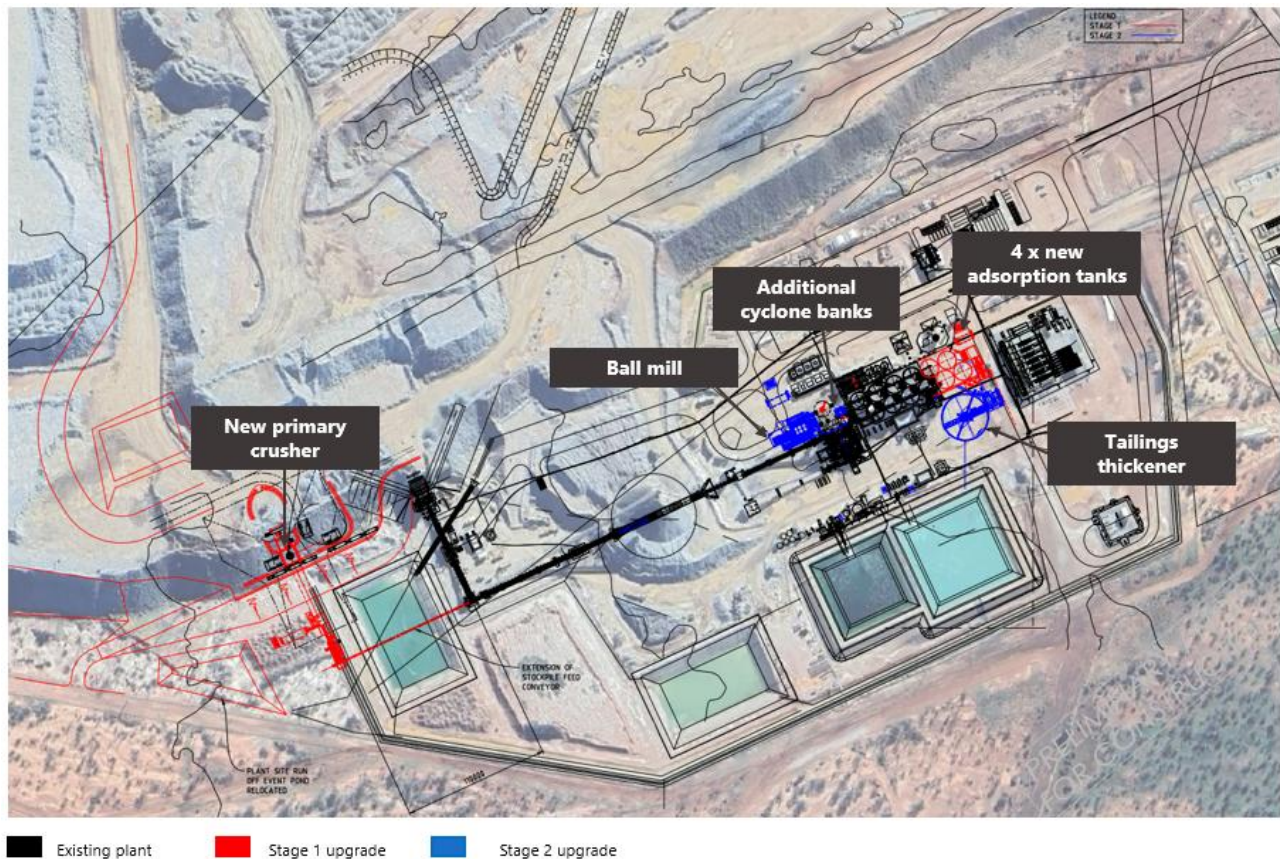 LEGEND
STAGE 1
STAGE 2
4 x new
adsorption tanks
Additional
cyclone banks
Ball mill
New primary
crusher
Tailings
thickener
EXTENSION OF
STOCKPILE FEED
CONVEYOR
PLANT SITE RUN
OFF EVENT POND
RELOCATED
Existing plant
Stage 1 upgrade
Stage 2 upgrade